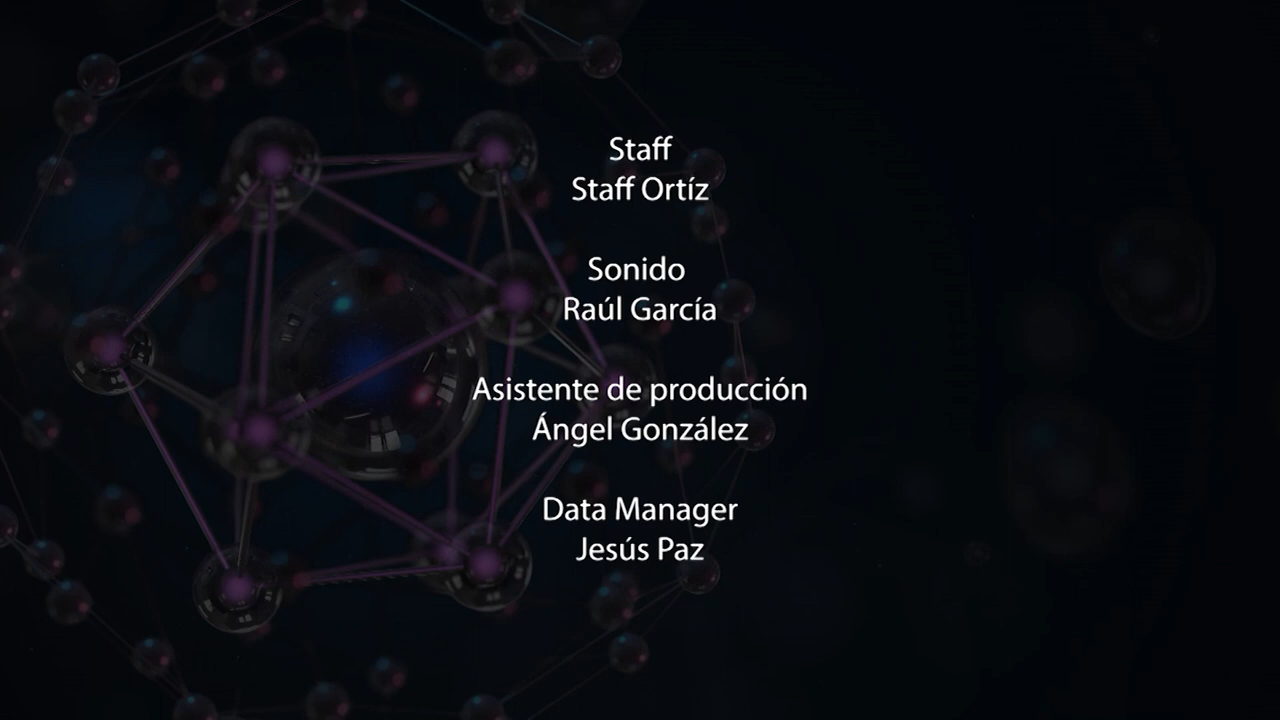 Staff
Staff Ortíz
Sonido
Raúl García
Asistente de producción
Ángel González
Data Manager
Jesús Paz